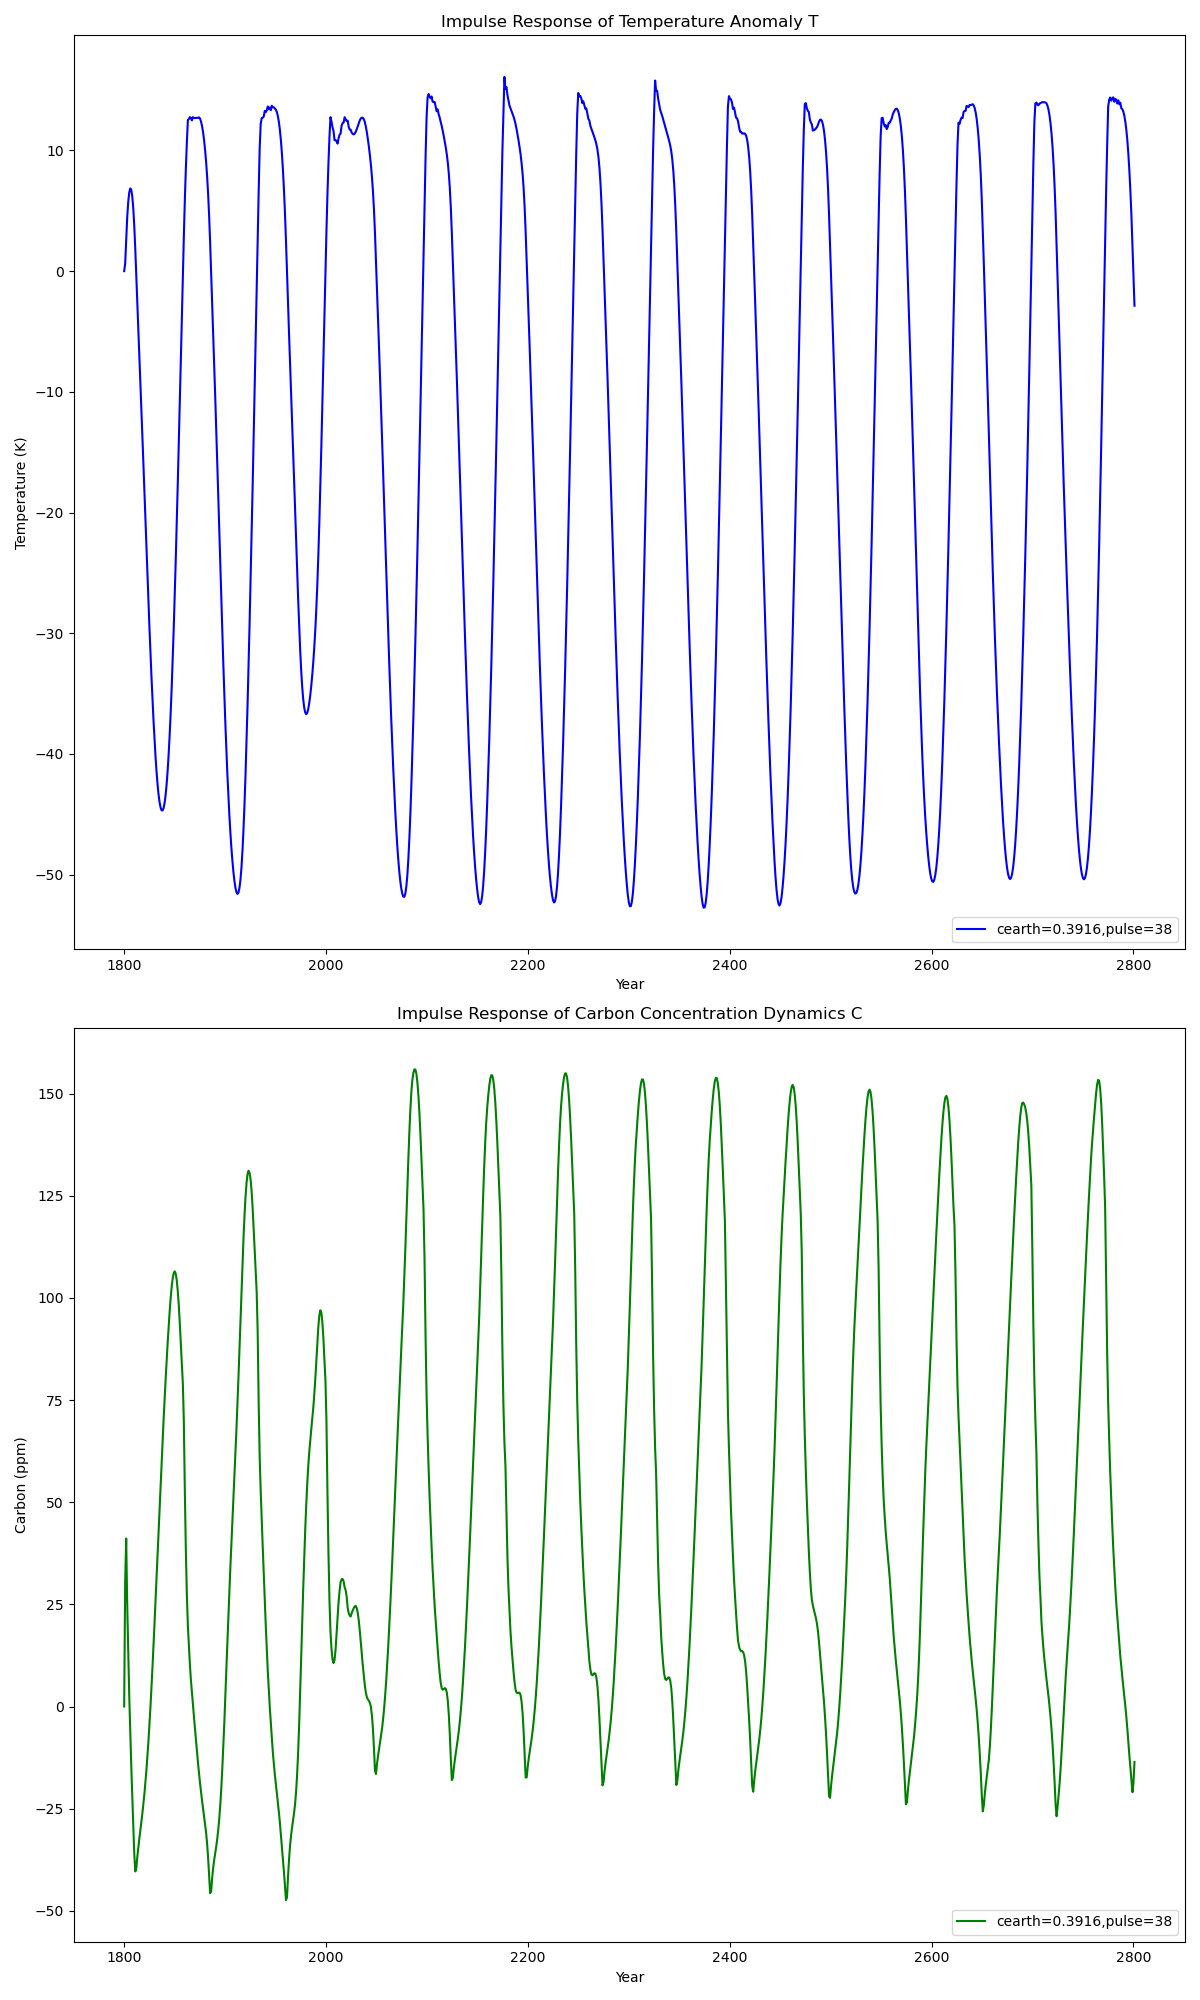 Impulse Response of Temperature Anomaly T
Temperature (K)
10
0
−10
−20
−30
−40
−50
cearth=0.3916,pulse=38
1800 2000 2200 2400 2600 2800
Year
Impulse Response of Carbon Concentration Dynamics C
Carbon (ppm)
150
125
100
75
50
25
0
−25
−50
cearth=0.3916,pulse=38
1800 2000 2200 2400 2600 2800
Year